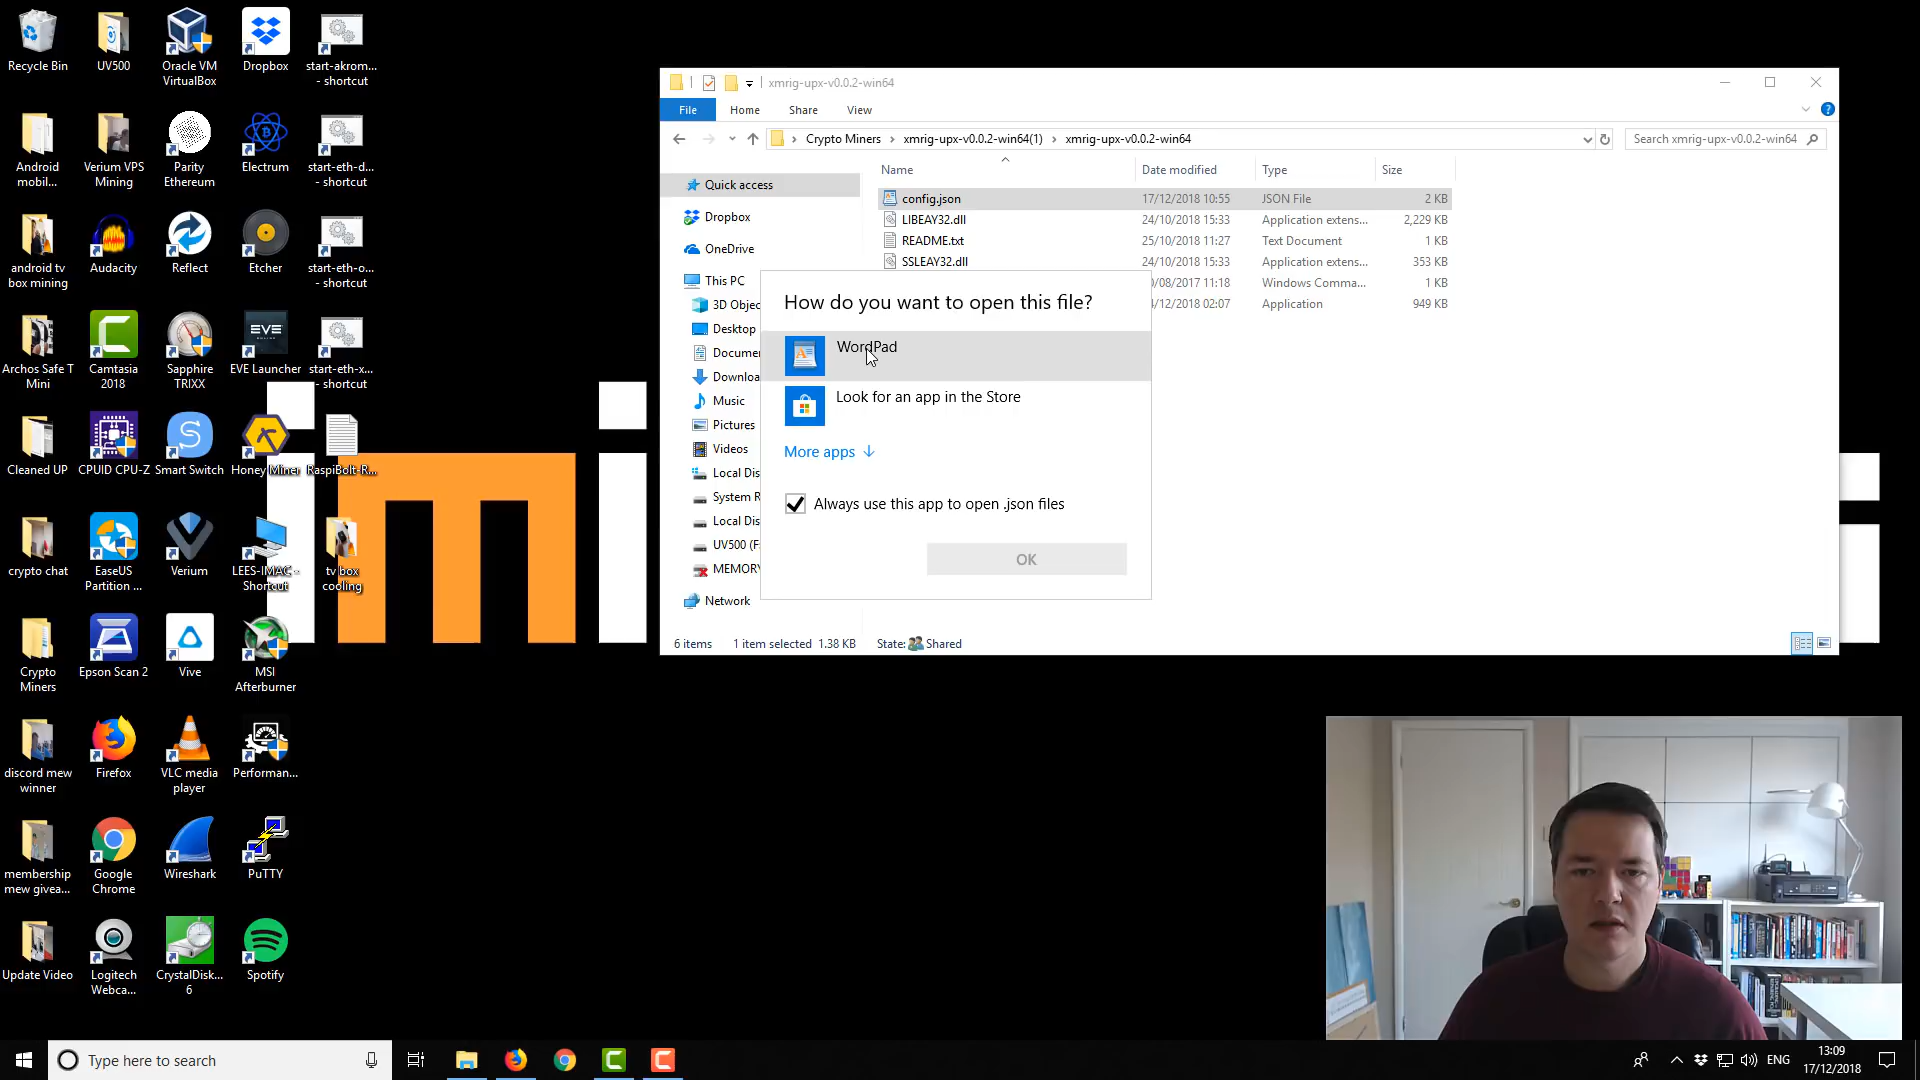 Recycle Bin
UV500
Oracle VM
VirtualBox
Dropbox
start-akrom...
- shortcut
Android
mobil...
Verium VPS
Mining
Parity
Ethereum
Electrum
start-eth-d...
- shortcut
android tv
box mining
Audacity
Reflect
Etcher
start-eth-o...
- shortcut
Archos Safe T
Mini
Camtasia
2018
Sapphire
TRIXX
EVE
EVE Launcher
start-eth-x...
- shortcut
Cleaned UP
CPUID CPU-Z
Smart Switch
Honey Miner
RaspiBolt-R...
crypto chat
EaseUS
Partition ...
Verium
LEES-IMAC -
Shortcut
tv box
cooling
Crypto
Miners
Epson Scan 2
Vive
MSI
Afterburner
discord mew
winner
Firefox
VLC media
player
Performan...
membership
mew givea...
Google
Chrome
Wireshark
PuTTY
Update Video
Logitech
Webca...
CrystalDisk...
6
Spotify
xmrig-upx-v0.0.2-win64
File
Home
Share
View
Crypto Miners > xmrig-upx-v0.0.2-win64(1) > xmrig-upx-v0.0.2-win64
Search xmrig-upx-v0.0.2-win64
Name
Date modified
Type
Size
Quick access
Dropbox
OneDrive
This PC
3D Objec
Desktop
Docume
Downloa
Music
Pictures
Videos
Local Dis
System R
Local Dis
UV500 (F:
MEMORY
Network
config.json 17/12/2018 10:55 JSON File 2 KB
LIBEAY32.dll 24/10/2018 15:33 Application extens... 2,229 KB
README.txt 25/10/2018 11:27 Text Document 1 KB
SSLEAY32.dll 24/10/2018 15:33 Application extens... 353 KB
0/08/2017 11:18 Windows Comma... 1 KB
/12/2018 02:07 Application 949 KB
How do you want to open this file?
WordPad
Look for an app in the Store
More apps
Always use this app to open .json files
OK
6 items
1 item selected 1.38 KB
State: Shared
Type here to search
ENG
13:09
17/12/2018